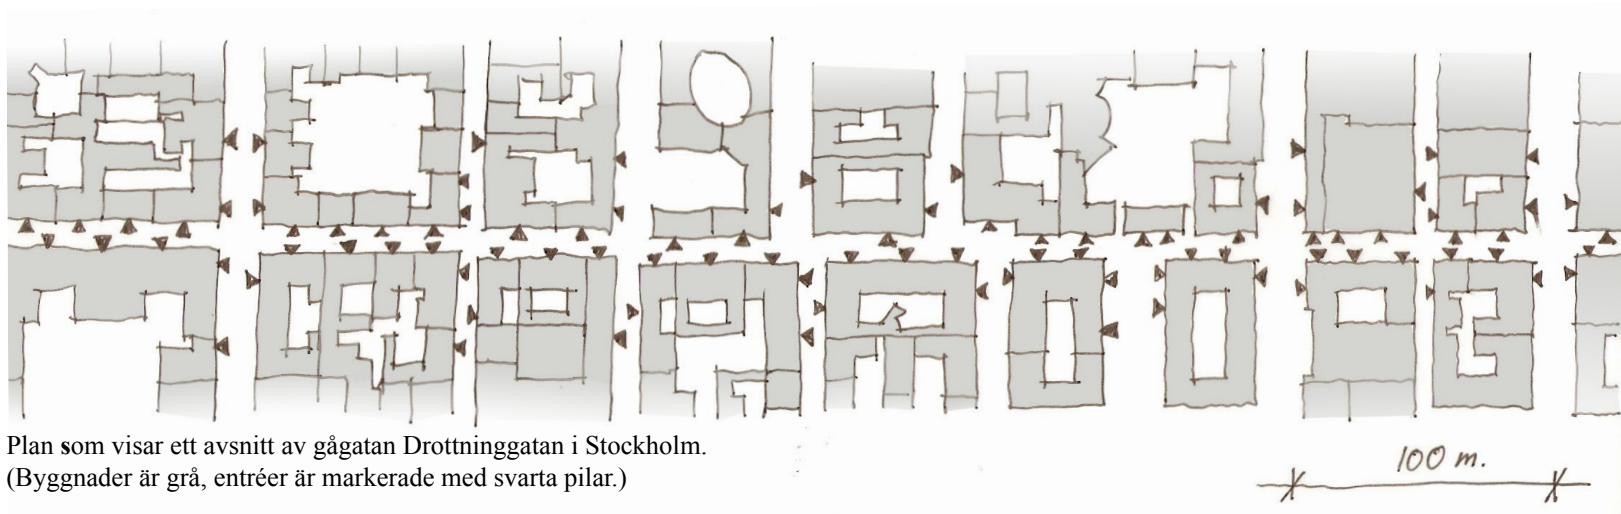 Plan som visar ett avsnitt av gågatan Drottninggatan i Stockholm.
(Byggnader är grå, entréer är markerade med svarta pilar.)
100 m.